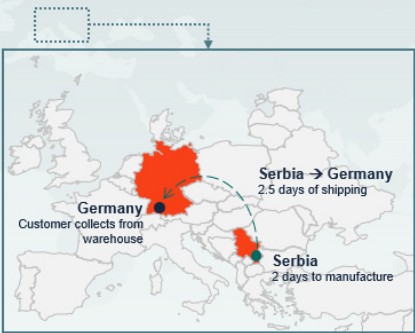 Serbia → Germany
2.5 days of shipping
Germany
Customer collects from
warehouse
Serbia
2 days to manufacture